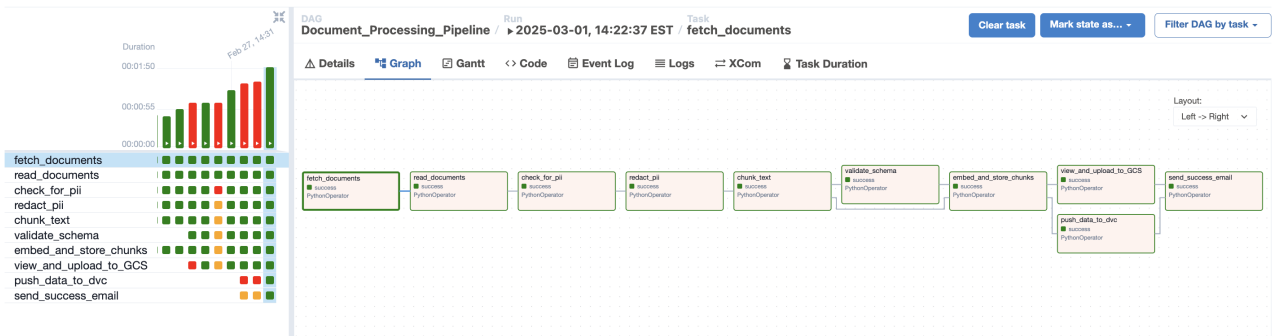 Duration
Feb 27, 14:31
00:01:50
00:00:55
00:00:00
fetch_documents
read_documents
check_for_pii
redact_pii
chunk_text
validate_schema
embed_and_store_chunks
view_and_upload_to_GCS
push_data_to_dvc
send_success_email
DAG
Document_Processing_Pipeline
/
Run
2025-03-01, 14:22:37 EST
/
Task
fetch_documents
Clear task
Mark state as...
Filter DAG by task
Details
Graph
Gantt
Code
Event Log
Logs
XCom
Task Duration
Layout:
Left -> Right
fetch_documents
success
PythonOperator
read_documents
success
PythonOperator
check_for_pii
success
PythonOperator
redact_pii
success
PythonOperator
chunk_text
success
PythonOperator
validate_schema
success
PythonOperator
embed_and_store_chunks
success
PythonOperator
view_and_upload_to_GCS
success
PythonOperator
push_data_to_dvc
success
PythonOperator
send_success_email
success
PythonOperator